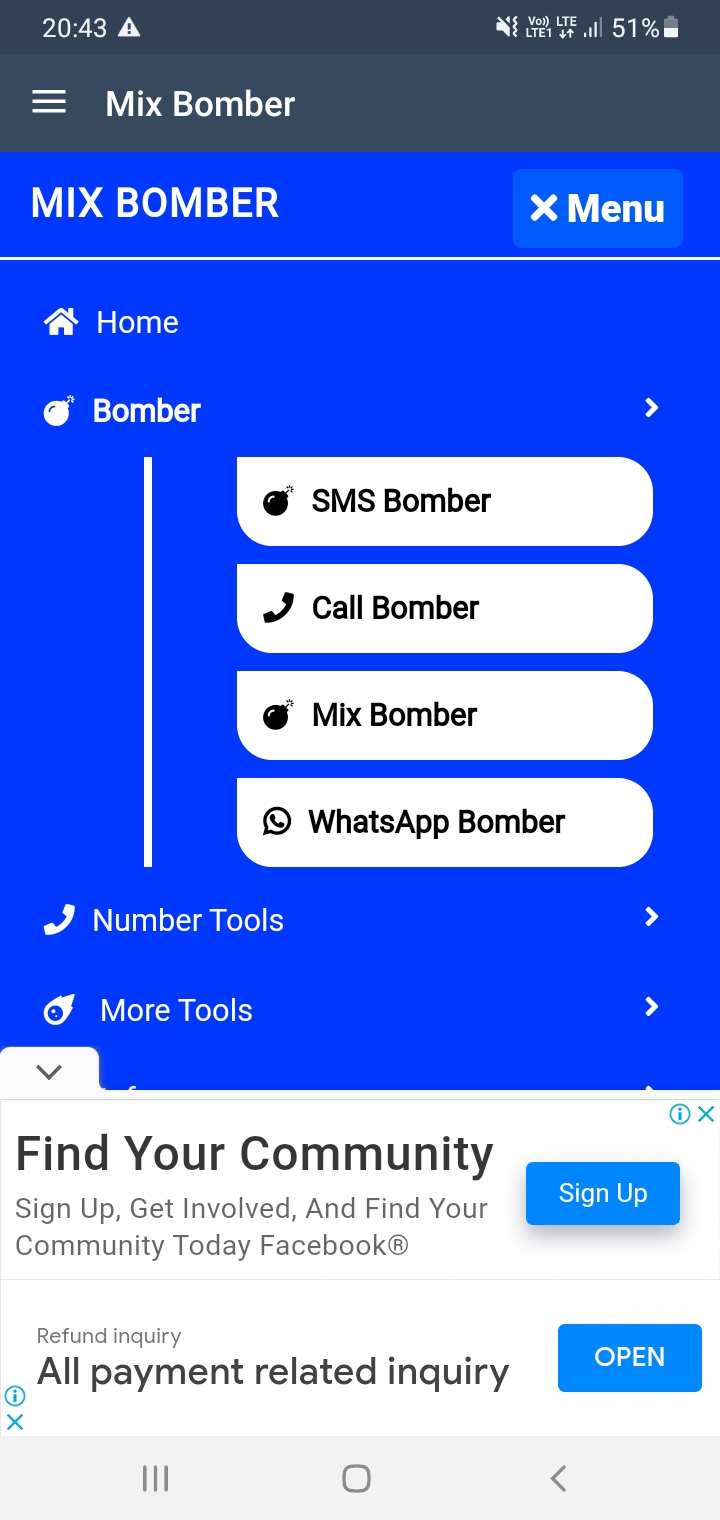 20:43
Vo)) LTE
LTE1
51%
Mix Bomber
MIX BOMBER
Menu
Home
Bomber
SMS Bomber
Call Bomber
Mix Bomber
WhatsApp Bomber
Number Tools
More Tools
Find Your Community
Sign Up, Get Involved, And Find Your
Community Today Facebook®
Sign Up
Refund inquiry
All payment related inquiry
OPEN